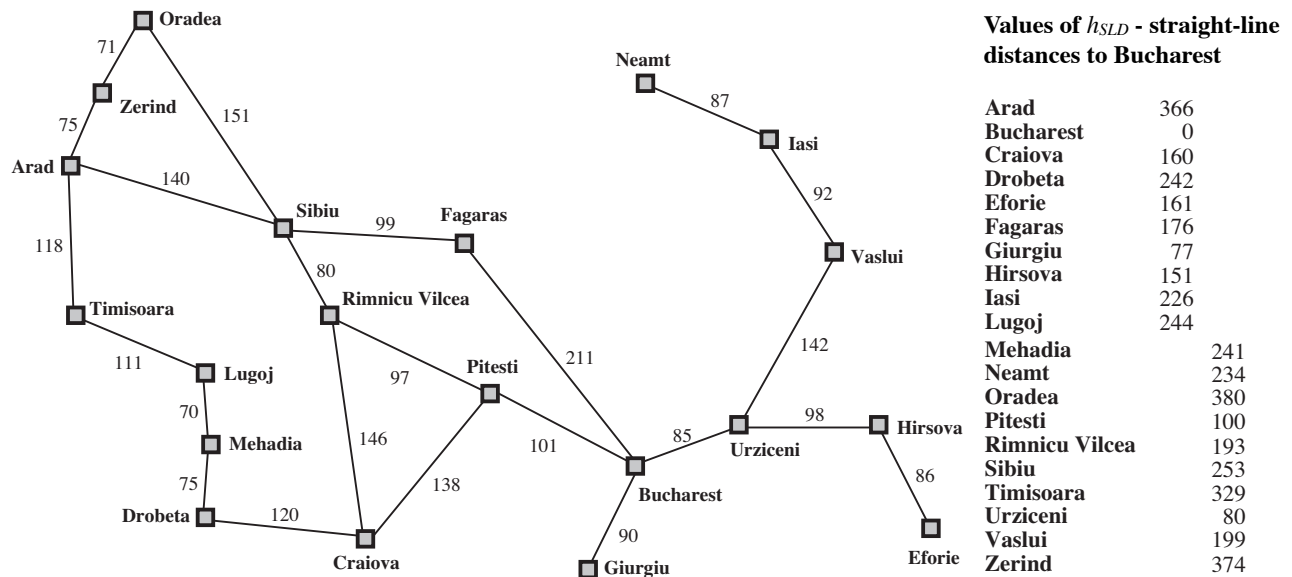 Oradea
71
Zerind
75
151
Arad
140
118
Sibiu
99
Fagaras
80
Timisoara
Rimnicu Vilcea
111
Lugoj
97
Pitesti
211
70
Mehadia
146
101
75
138
Drobeta
120
Craiova
Neamt
87
Iasi
92
Vaslui
142
98
Hirsova
85
Urziceni
86
Bucharest
90
Giurgiu
Eforie
Values of hSLD - straight-line
distances to Bucharest
Arad 366
Bucharest 0
Craiova 160
Drobeta 242
Eforie 161
Fagaras 176
Giurgiu 77
Hirsova 151
Iasi 226
Lugoj 244
Mehadia 241
Neamt 234
Oradea 380
Pitesti 100
Rimnicu Vilcea 193
Sibiu 253
Timisoara 329
Urziceni 80
Vaslui 199
Zerind 374